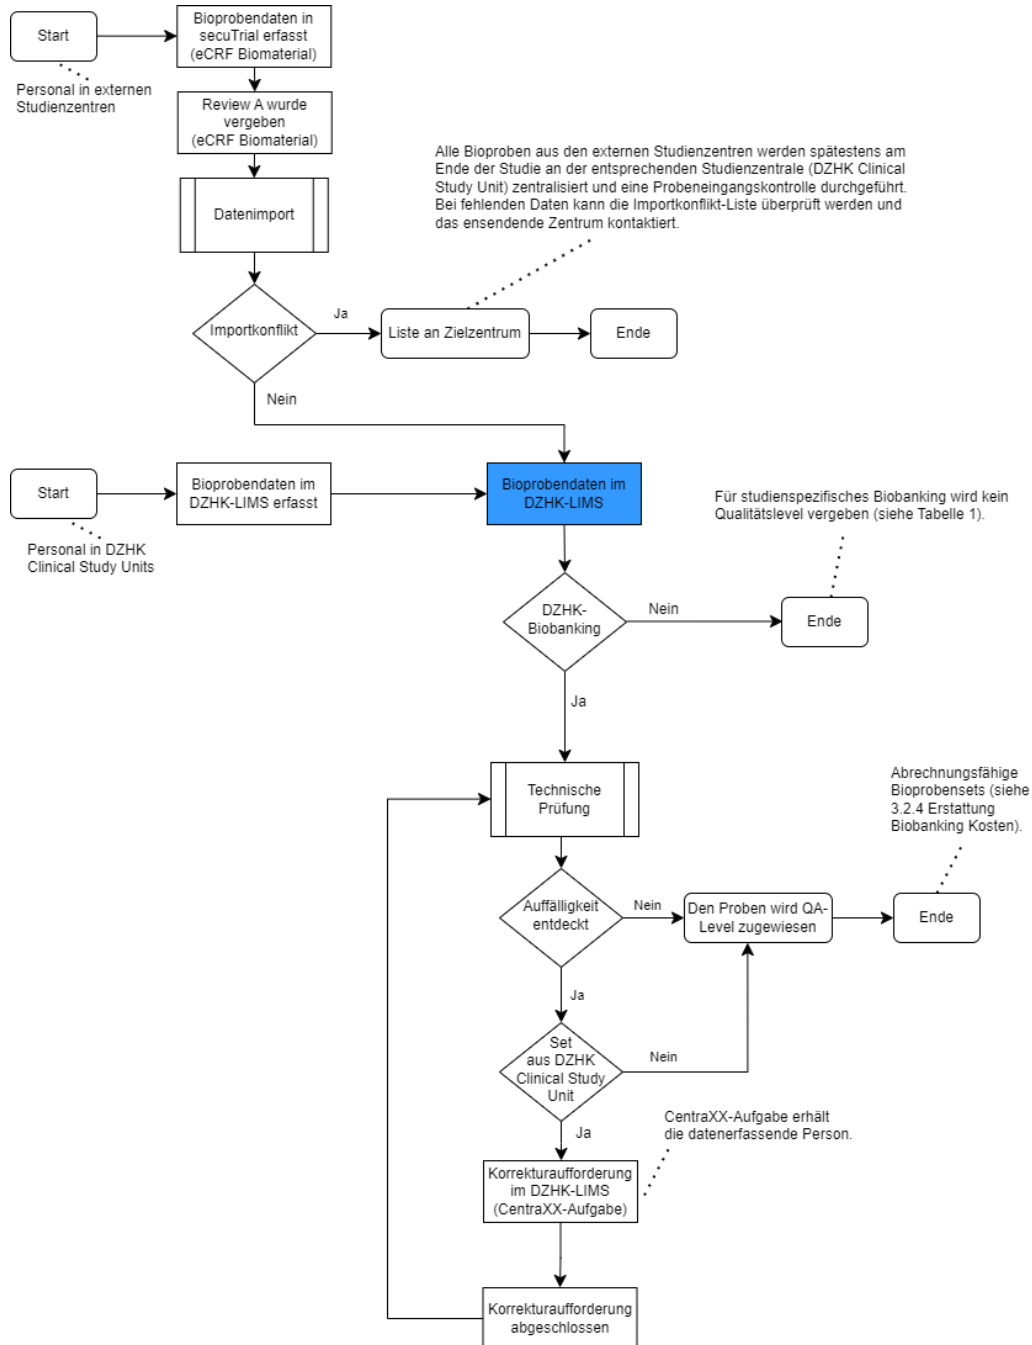 Start
Bioprobendaten in
secuTrial erfasst
(eCRF Biomaterial)
Personal in externen
Studienzentren
Review A wurde
vergeben
(eCRF Biomaterial)
Alle Bioproben aus den externen Studienzentren werden spätestens am
Ende der Studie an der entsprechenden Studienzentrale (DZHK Clinical
Study Unit) zentralisiert und eine Probeneingangskontrolle durchgeführt.
Bei fehlenden Daten kann die Importkonflikt-Liste überprüft werden und
das ensendende Zentrum kontaktiert.
Datenimport
Importkonflikt
Ja
Liste an Zielzentrum
Ende
Nein
Start
Bioprobendaten im
DZHK-LIMS erfasst
Bioprobendaten im
DZHK-LIMS
Personal in DZHK
Clinical Study Units
Für studienspezifisches Biobanking wird kein
Qualitätslevel vergeben (siehe Tabelle 1).
DZHK-
Biobanking
Nein
Ende
Ja
Technische
Prüfung
Abrechnungsfähige
Bioprobensets (siehe
3.2.4 Erstattung
Biobanking Kosten).
Auffälligkeit
entdeckt
Nein
Den Proben wird QA-
Level zugewiesen
Ende
Ja
Set
aus DZHK
Clinical Study
Unit
Nein
Ja
CentraXX-Aufgabe erhält
die datenerfassende Person.
Korrekturaufforderung
im DZHK-LIMS
(CentraXX-Aufgabe)
Korrekturaufforderung
abgeschlossen